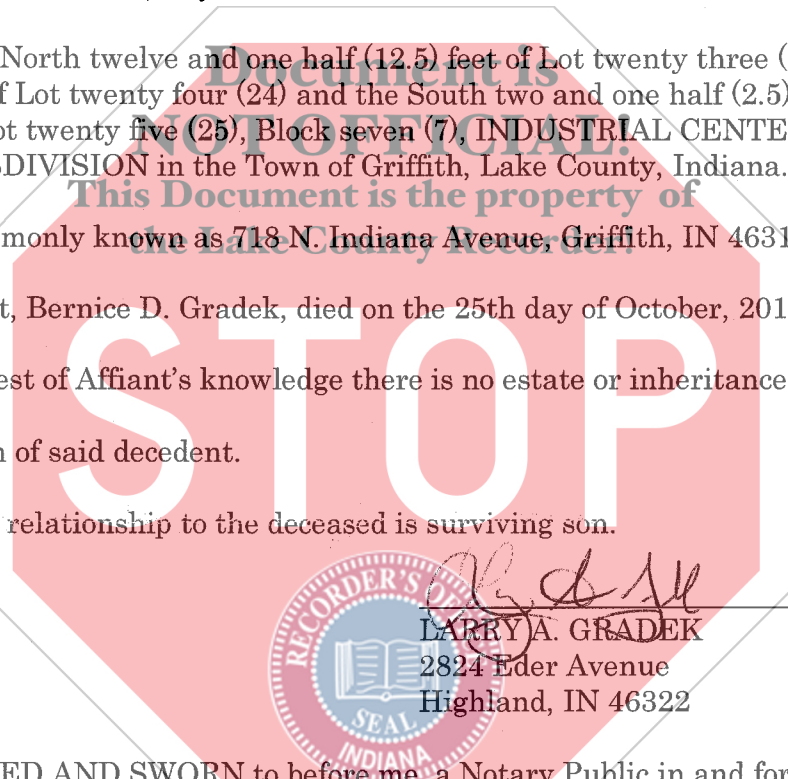 North twelve and one half (12.5) feet of Lot twenty three (
Document is
f Lot twenty four (24) and the South two and one half (2.5)
ot twenty five (25), Block seven (7), INDUSTRIAL CENTE
NOT OFFICIAL!
DIVISION in the Town of Griffith, Lake County, Indiana.
This Document is the property of
monly known as 718 N. Indiana Avenue, Griffith, IN 4631
the Lake County Recorder!
t, Bernice D. Gradek, died on the 25th day of October, 201
STOP
est of Affiant's knowledge there is no estate or inheritance
n of said decedent.
relationship to the deceased is surviving son.
RECORDER'S OFFICE
LARRY A. GRADEK
2824 Eder Avenue
Highland, IN 46322
SEAL
INDIANA
ED AND SWORN to before me, a Notary Public in and for